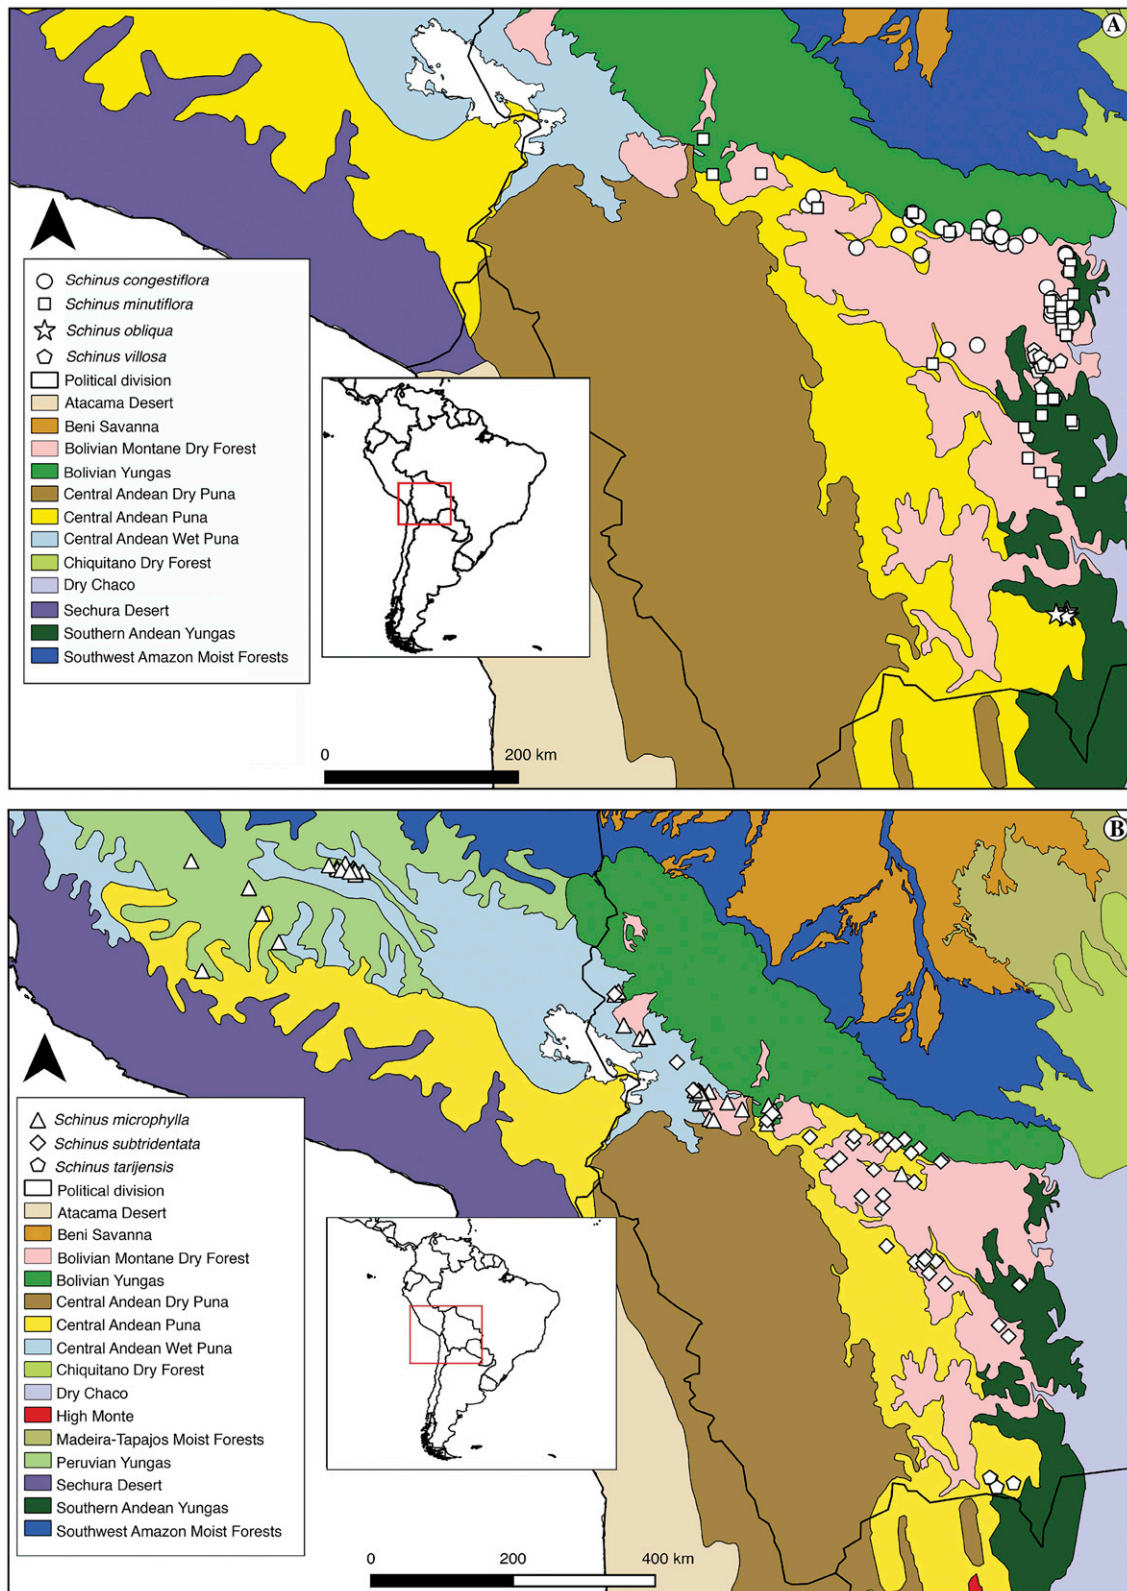 A
Schinus congestiflora
Schinus minutiflora
Schinus obliqua
Schinus villosa
Political division
Atacama Desert
Beni Savanna
Bolivian Montane Dry Forest
Bolivian Yungas
Central Andean Dry Puna
Central Andean Puna
Central Andean Wet Puna
Chiquitano Dry Forest
Dry Chaco
Sechura Desert
Southern Andean Yungas
Southwest Amazon Moist Forests
0 200 km
B
Schinus microphylla
Schinus subtridentata
Schinus tarijensis
Political division
Atacama Desert
Beni Savanna
Bolivian Montane Dry Forest
Bolivian Yungas
Central Andean Dry Puna
Central Andean Puna
Central Andean Wet Puna
Chiquitano Dry Forest
Dry Chaco
High Monte
Madeira-Tapajos Moist Forests
Peruvian Yungas
Sechura Desert
Southern Andean Yungas
Southwest Amazon Moist Forests
0 200 400 km